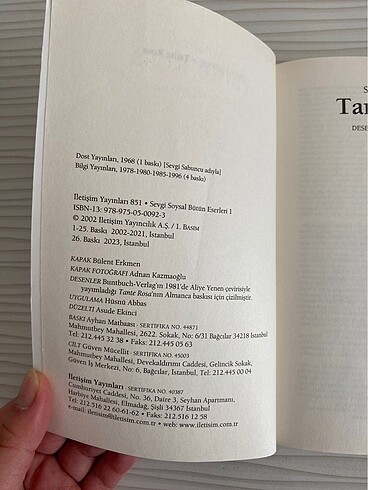 Dost Yayınları, 1968 (1 baskı) [Sevgi Sabuncu adıyla]
Bilgi Yayınları, 1978-1980-1985-1996 (4 baskı)
İletişim Yayınları 851 • Sevgi Soysal Bütün Eserleri 1
ISBN-13: 978-975-05-0092-3
© 2002 İletişim Yayıncılık A.Ş. / 1. BASIM
1-25. Baskı 2002-2021, İstanbul
26. Baskı 2023, İstanbul
KAPAK Bülent Erkmen
KAPAK FOTOĞRAFI Adnan Kazmaoğlu
DESENLER Buntbuch-Verlag'ın 1981'de Aliye Yenen çevirisiyle
yayımladığı Tante Rosa'nın Almanca baskısı için çizilmiştir.
UYGULAMA Hüsnü Abbas
DÜZELTİ Asude Ekinci
BASKI Ayhan Matbaası · SERTİFİKA NO. 44871
Mahmutbey Mahallesi, 2622. Sokak, No: 6/31 Bağcılar 34218 İstanbul
Tel: 212.445 32 38 • Faks: 212.445 05 63
CİLT Güven Mücellit · SERTİFİKA NO. 45003
Mahmutbey Mahallesi, Devekaldırımı Caddesi, Gelincik Sokak,
Güven İş Merkezi, No: 6, Bağcılar, İstanbul, Tel: 212.445 00 04
İletişim Yayınları · SERTİFİKA NO. 40387
Cumhuriyet Caddesi, No. 36, Daire 3, Seyhan Apartmanı,
Harbiye Mahallesi, Elmadağ, Şişli 34367 İstanbul
Tel: 212.516 22 60-61-62 • Faks: 212.516 12 58
e-mail: iletisim@iletisim.com.tr • web: www.iletisim.com.tr
S
Tan
DESE